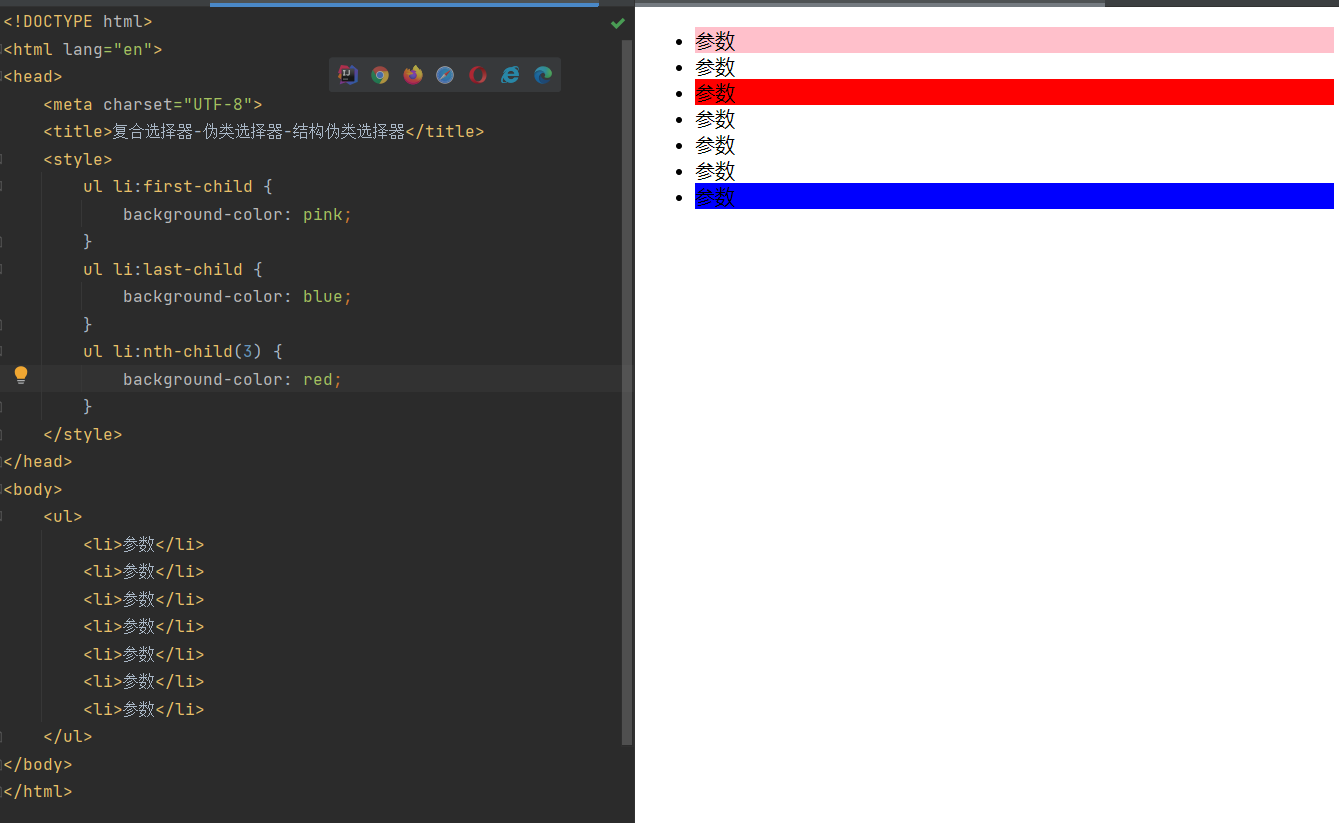 <!DOCTYPE html>
<html lang="en">
<head>
    <meta charset="UTF-8">
    <title>复合选择器-伪类选择器-结构伪类选择器</title>
    <style>
        ul li:first-child {
            background-color: pink;
        }
        ul li:last-child {
            background-color: blue;
        }
        ul li:nth-child(3) {
            background-color: red;
        }
    </style>
</head>
<body>
    <ul>
        <li>参数</li>
        <li>参数</li>
        <li>参数</li>
        <li>参数</li>
        <li>参数</li>
        <li>参数</li>
        <li>参数</li>
    </ul>
</body>
</html>
参数
参数
参数
参数
参数
参数
参数